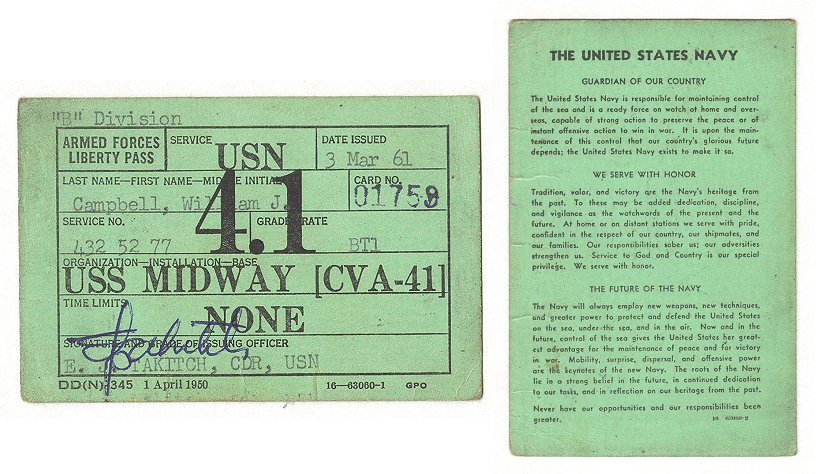 "B" Division
ARMED FORCES
LIBERTY PASS
SERVICE
USN
DATE ISSUED
3 Mar 61
LAST NAME—FIRST NAME—MIDDLE INITIAL
Campbell, William J.
CARD NO.
01759
4.1
SERVICE NO.
432 52 77
GRADE/RATE
BT1
ORGANIZATION—INSTALLATION—BASE
USS MIDWAY [CVA-41]
TIME LIMITS
NONE
SIGNATURE AND GRADE OF ISSUING OFFICER
E. CDR, USN
DD(N) 345 1 April 1950 16—63060-1 GPO
THE UNITED STATES NAVY
GUARDIAN OF OUR COUNTRY
The United States Navy is responsible for maintaining control
of the sea and is a ready force on watch at home and over-
seas, capable of strong action to preserve the peace or of
instant offensive action to win in war. It is upon the main-
tenance of this control that our country's glorious future
depends; the United States Navy exists to make it so.
WE SERVE WITH HONOR
Tradition, valor, and victory are the Navy's heritage from
the past. To these may be added dedication, discipline,
and vigilance as the watchwords of the present and the
future. At home or on distant stations we serve with pride,
confident in the respect of our country, our shipmates, and
our families. Our responsibilities sober us; our adversities
strengthen us. Service to God and Country is our special
privilege. We serve with honor.
THE FUTURE OF THE NAVY
The Navy will always employ new weapons, new techniques,
and greater power to protect and defend the United States
on the sea, under the sea, and in the air. Now and in the
future, control of the sea gives the United States her great-
est advantage for the maintenance of peace and for victory
in war. Mobility, surprise, dispersal, and offensive power
are the keynotes of the new Navy. The roots of the Navy
lie in a strong belief in the future, in continued dedication
to our tasks, and in reflection on our heritage from the past.
Never have our opportunities and our responsibilities been
greater. 16—63060-2